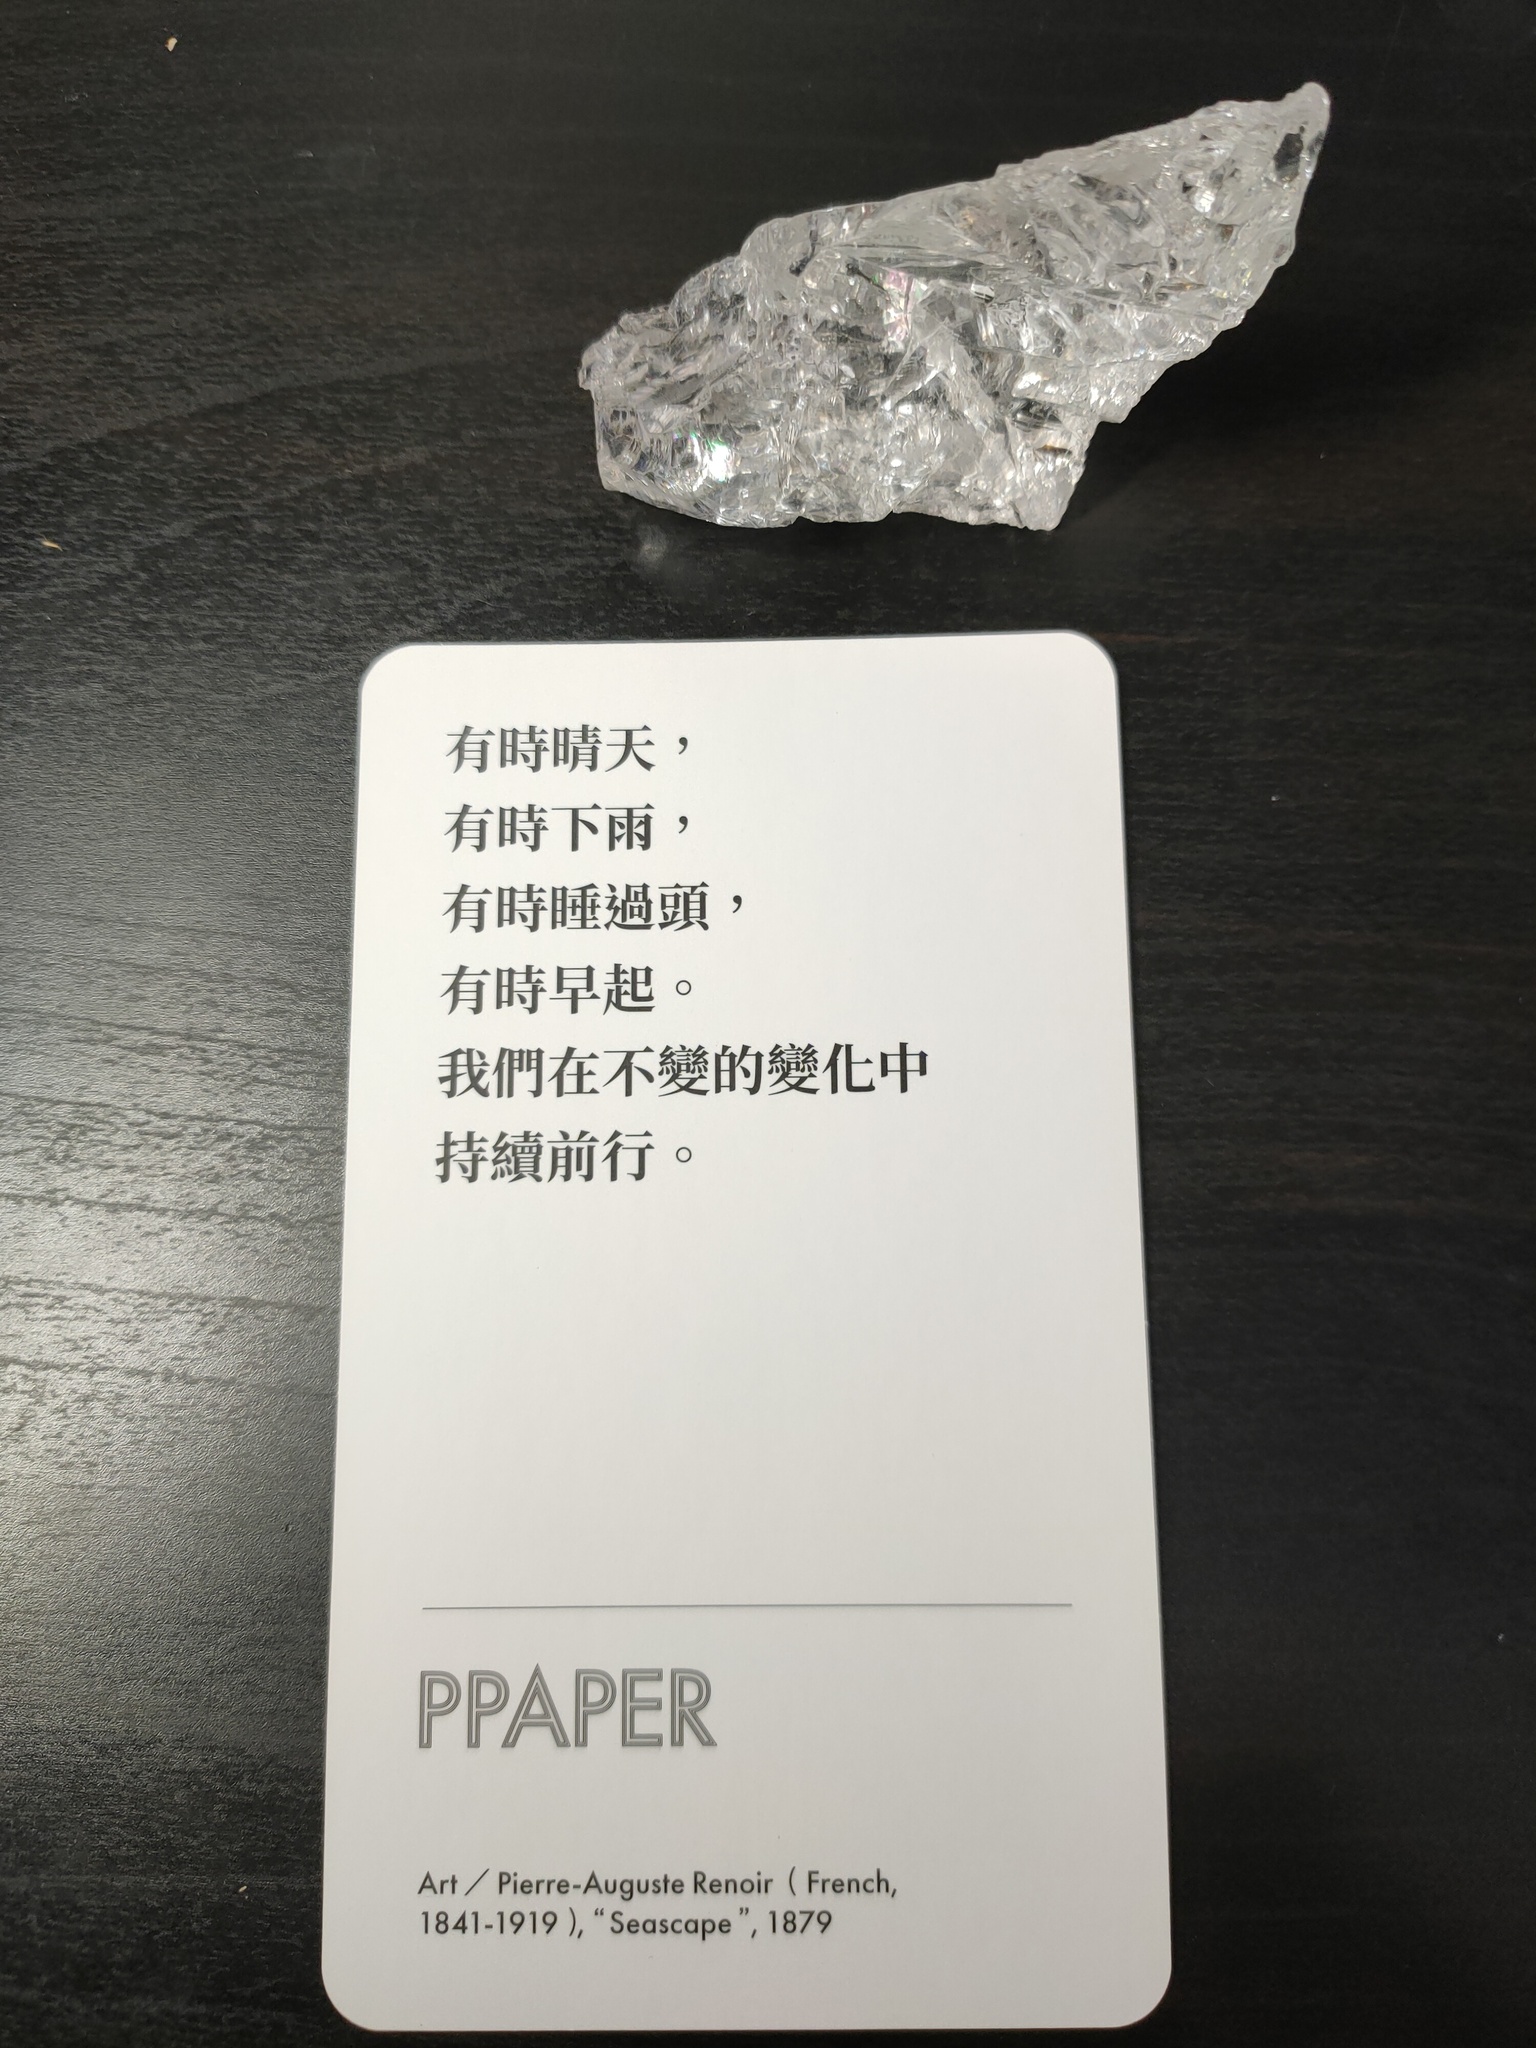 有時晴天，
有時下雨，
有時睡過頭，
有時早起。
我們在不變的變化中
持續前行。
PPAPER
Art／Pierre-Auguste Renoir（French,
1841-1919 ), “Seascape”, 1879